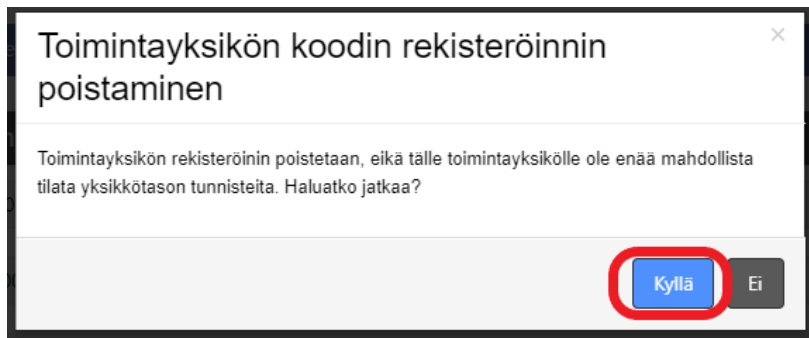 Toimintayksikön koodin rekisteröinnin
poistaminen
×
Toimintayksikön rekisteröinin poistetaan, eikä tälle toimintayksikölle ole enää mahdollista
tilata yksikkötason tunnisteita. Haluatko jatkaa?
Kyllä
Ei